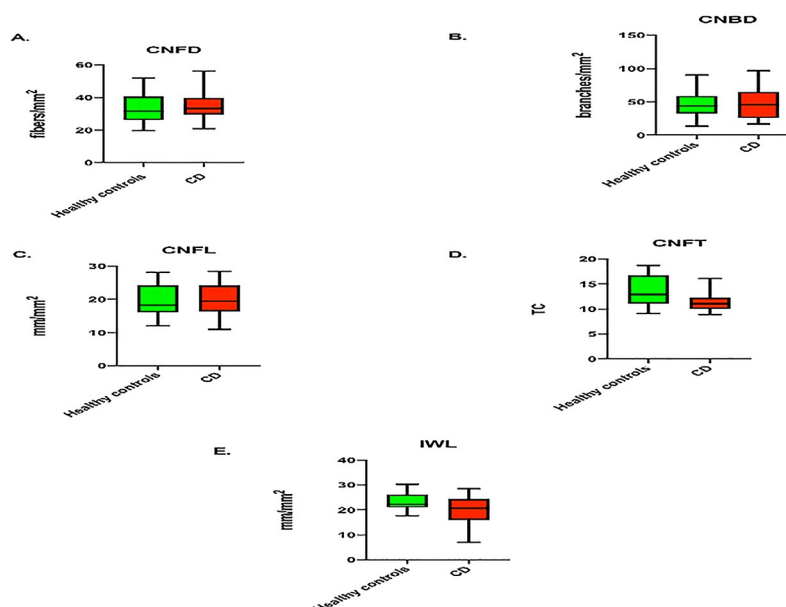 A.
CNFD
fibers/mm²
60
40
20
0
Healthy controls
CD
B.
CNBD
branches/mm²
150
100
50
0
Healthy controls
CD
C.
CNFL
mm/mm²
30
20
10
0
Healthy controls
CD
D.
CNFT
TC
20
15
10
5
0
Healthy controls
CD
E.
IWL
mm/mm²
40
30
20
10
0
Healthy controls
CD